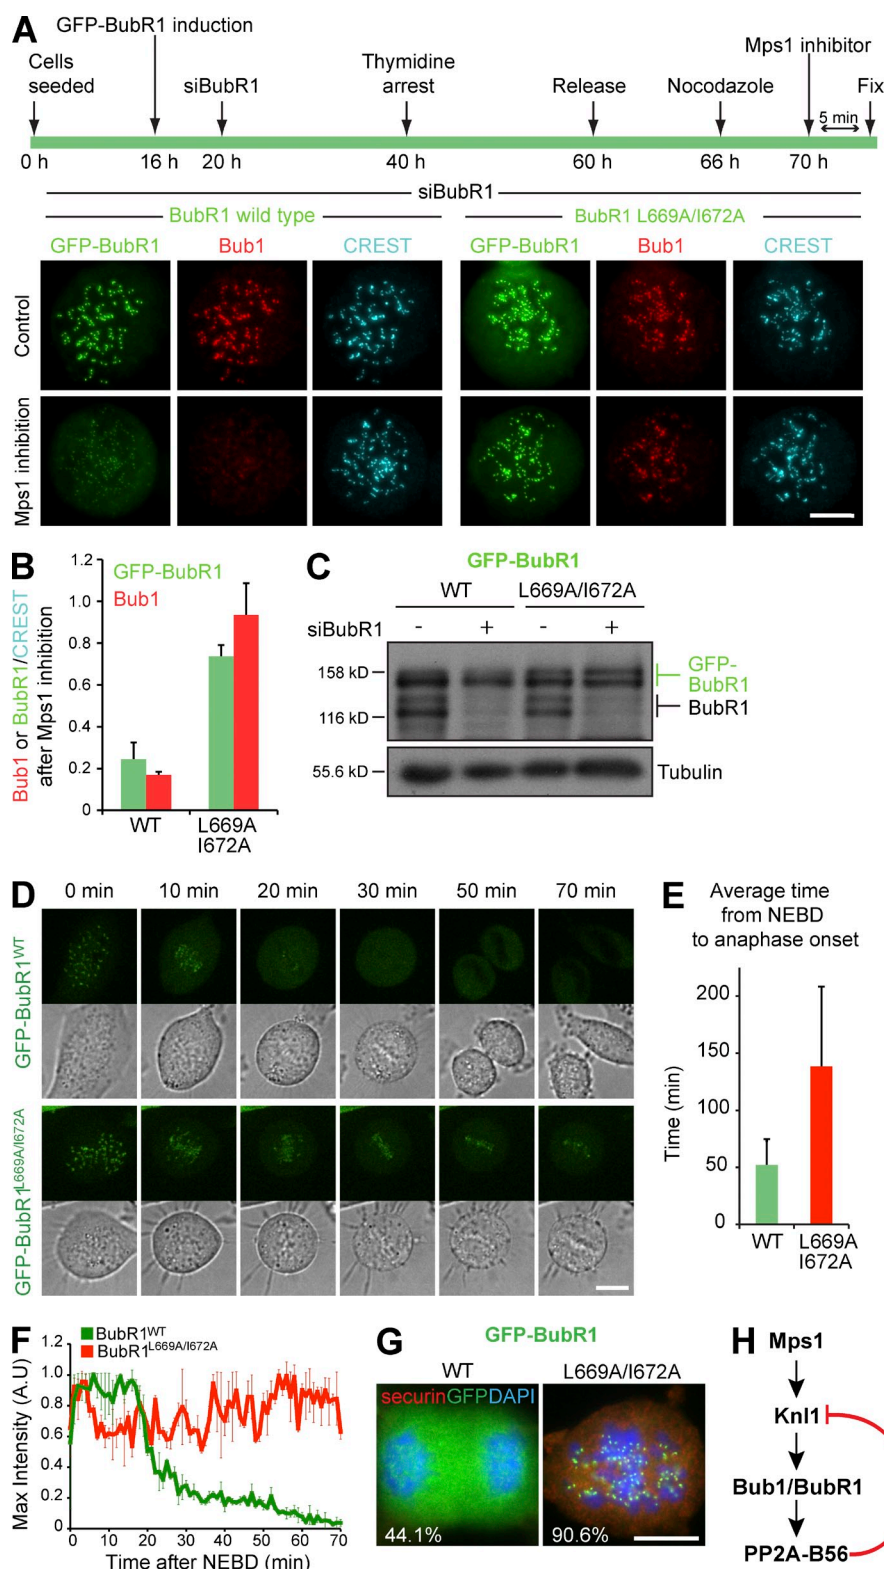 A
GFP-BubR1 induction
Mps1 inhibitor
Cells
seeded
siBubR1
Thymidine
arrest
Release
Nocodazole
Fix
5 min
0 h
16 h
20 h
40 h
60 h
66 h
70 h
siBubR1
BubR1 wild type
BubR1 L669A/I672A
GFP-BubR1
Bub1
CREST
GFP-BubR1
Bub1
CREST
Control
Mps1 inhibition
B
Bub1 or BubR1/CREST
after Mps1 inhibition
1.2
1.0
0.8
0.6
0.4
0.2
0
GFP-BubR1
Bub1
WT
L669A
I672A
C
GFP-BubR1
WT
L669A/I672A
siBubR1
- + - +
158 kD
116 kD
55.6 kD
GFP-
BubR1
BubR1
Tubulin
D
0 min
10 min
20 min
30 min
50 min
70 min
GFP-BubR1WT
GFP-BubR1L669A/I672A
E
Average time
from NEBD
to anaphase onset
Time (min)
200
150
100
50
0
WT
L669A
I672A
F
BubR1WT
BubR1L669A/I672A
Max Intensity (A.U)
1.2
1.0
0.8
0.6
0.4
0.2
0
0 10 20 30 40 50 60 70
Time after NEBD (min)
G
GFP-BubR1
WT
L669A/I672A
securinGFPDAPI
44.1%
90.6%
H
Mps1
Knl1
Bub1/BubR1
PP2A-B56